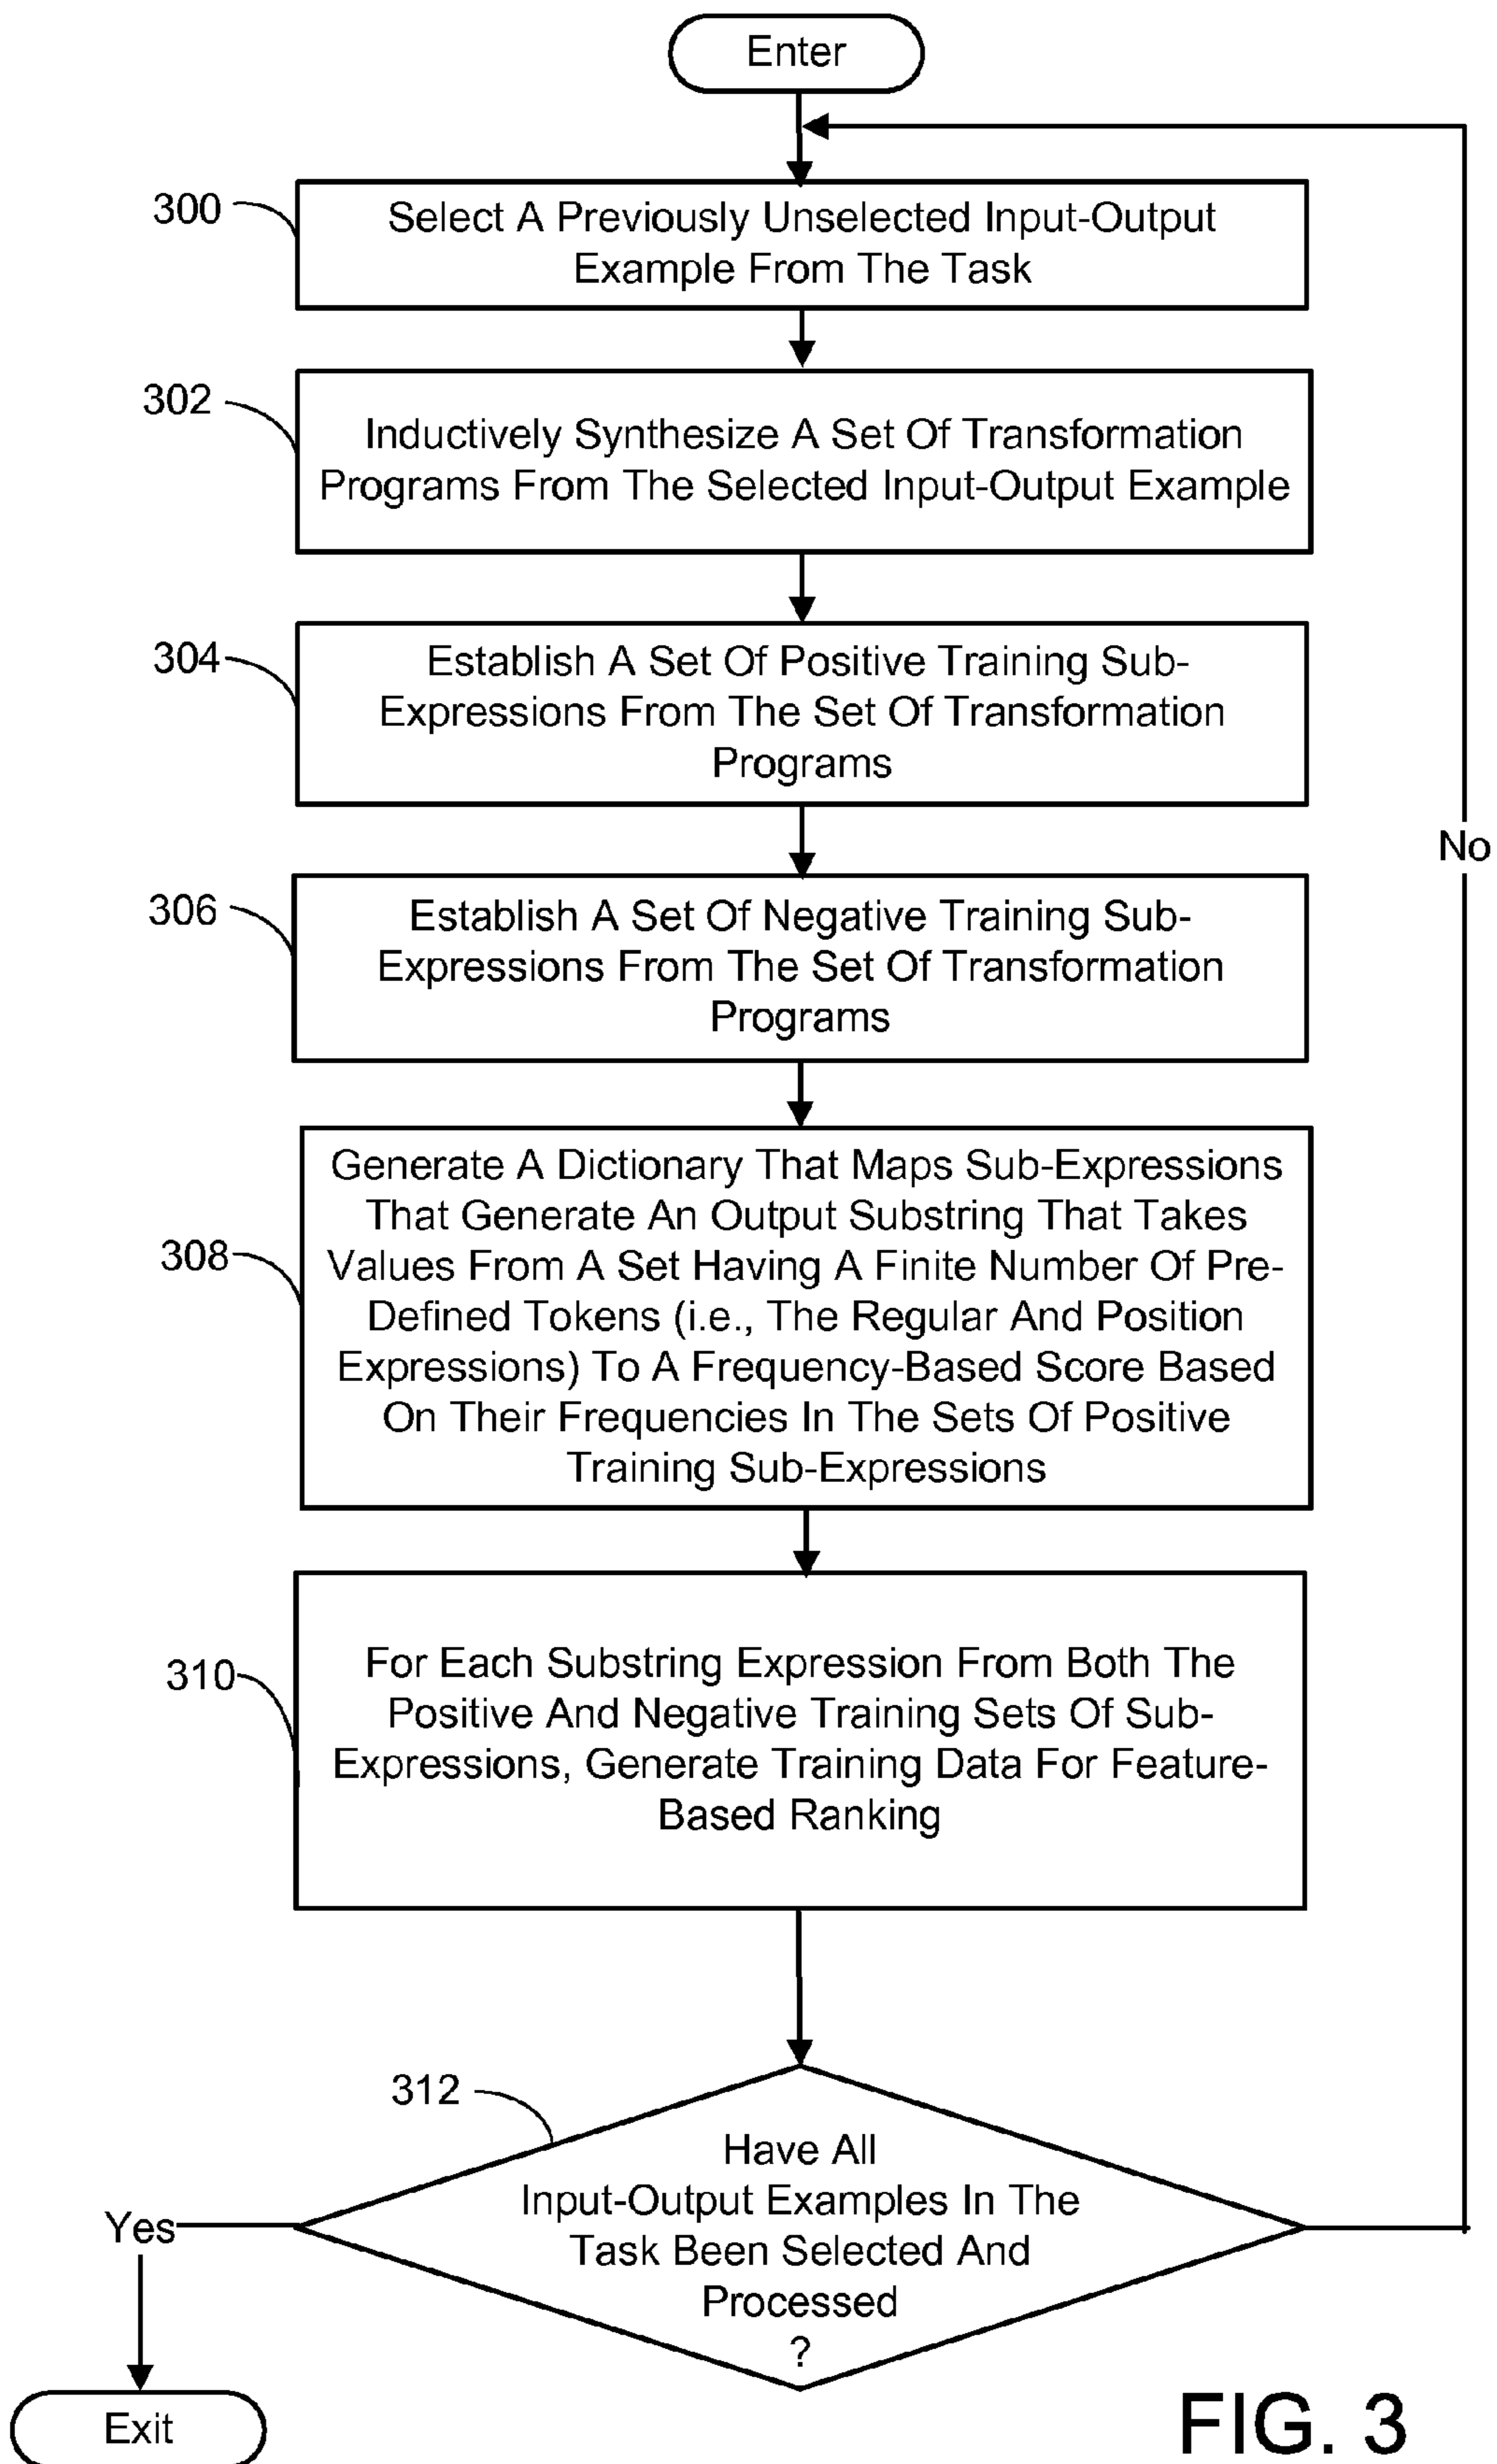 Enter
300
Select A Previously Unselected Input-Output
Example From The Task
302
Inductively Synthesize A Set Of Transformation
Programs From The Selected Input-Output Example
304
Establish A Set Of Positive Training Sub-
Expressions From The Set Of Transformation
Programs
No
306
Establish A Set Of Negative Training Sub-
Expressions From The Set Of Transformation
Programs
308
Generate A Dictionary That Maps Sub-Expressions
That Generate An Output Substring That Takes
Values From A Set Having A Finite Number Of Pre-
Defined Tokens (i.e., The Regular And Position
Expressions) To A Frequency-Based Score Based
On Their Frequencies In The Sets Of Positive
Training Sub-Expressions
310
For Each Substring Expression From Both The
Positive And Negative Training Sets Of Sub-
Expressions, Generate Training Data For Feature-
Based Ranking
312
Have All
Input-Output Examples In The
Task Been Selected And
Processed
?
Yes
Exit
FIG. 3